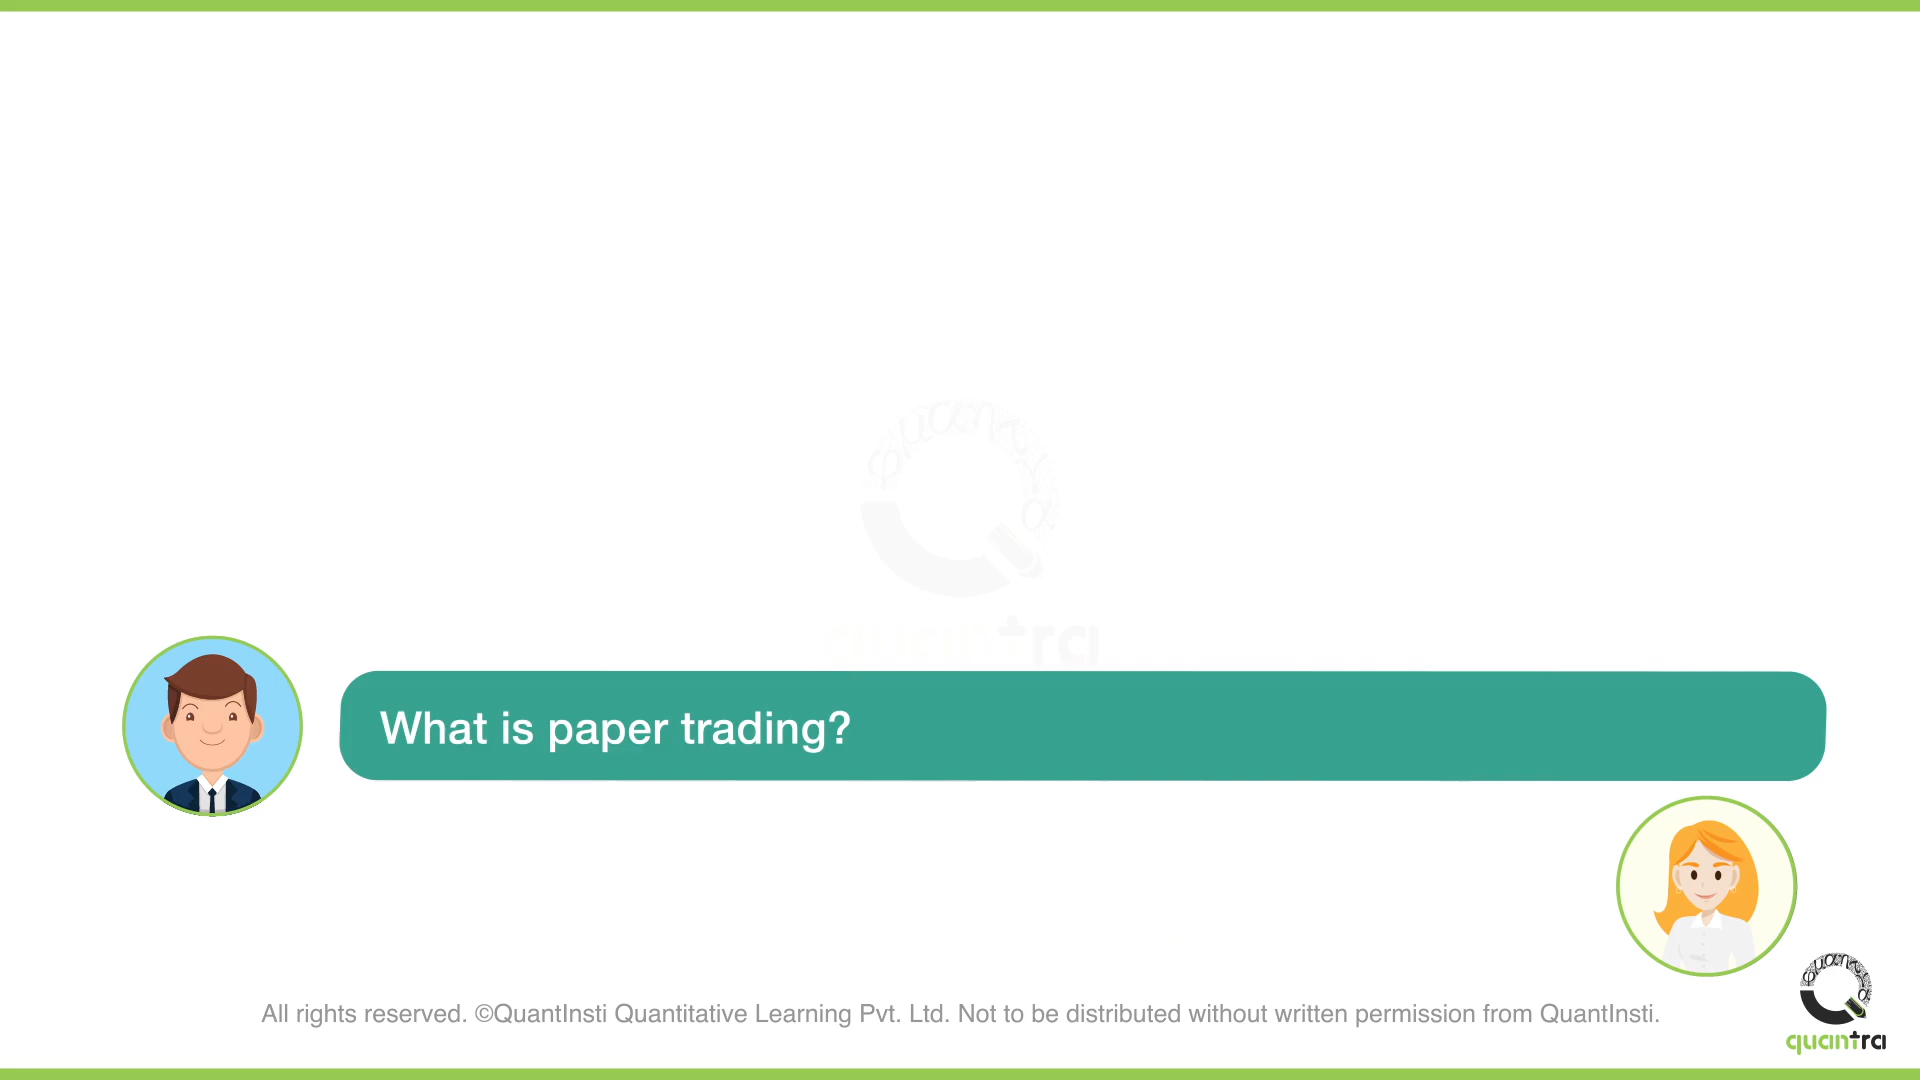 What is paper trading?
All rights reserved. ©QuantInsti Quantitative Learning Pvt. Ltd. Not to be distributed without written permission from QuantInsti.
quantra